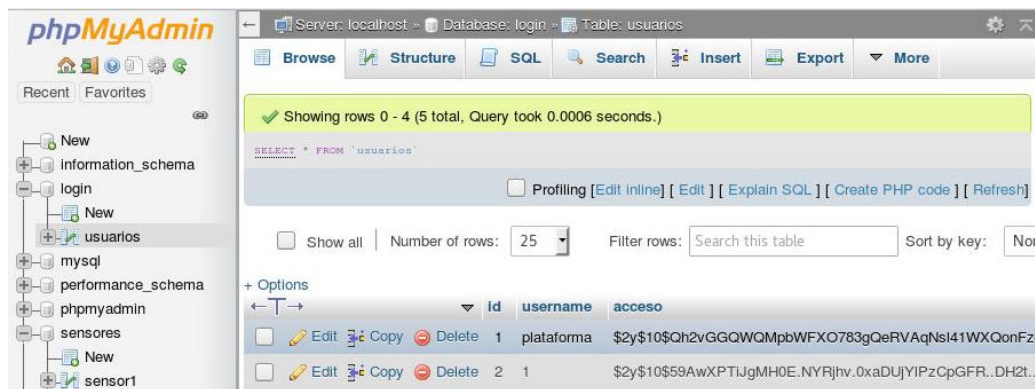 phpMyAdmin
Recent Favorites
New
information_schema
login
New
usuarios
mysql
performance_schema
phpmyadmin
sensores
New
sensor1
Server: localhost » Database: login » Table: usuarios
Browse Structure SQL Search Insert Export More
Showing rows 0 - 4 (5 total, Query took 0.0006 seconds.)
SELECT * FROM `usuarios`
Profiling [Edit inline] [ Edit ] [ Explain SQL ] [ Create PHP code ] [ Refresh]
Show all Number of rows: 25 Filter rows: Search this table Sort by key:
+ Options
id username acceso
Edit Copy Delete 1 plataforma
Edit Copy Delete 2 1